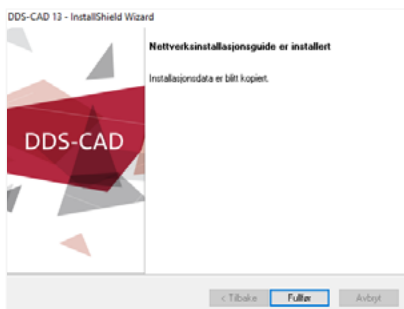 DDS-CAD 13 - InstallShield Wizard
Nettverksinstallasjonsguide er installert
Installasjonsdata er blitt kopiert.
DDS-CAD
< Tilbake
Fullfør
Avbryt